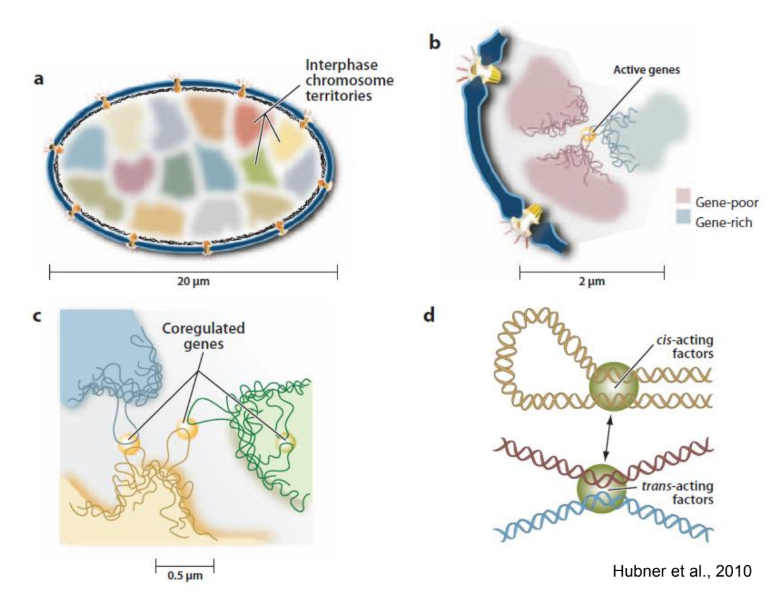 a
Interphase
chromosome
territories
20 µm
b
Active genes
Gene-poor
Gene-rich
2 µm
c
Coregulated
genes
0.5 µm
d
cis-acting
factors
trans-acting
factors
Hubner et al., 2010